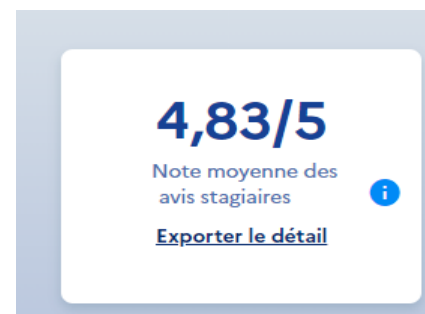 4,83/5
Note moyenne des
avis stagiaires
i
Exporter le détail